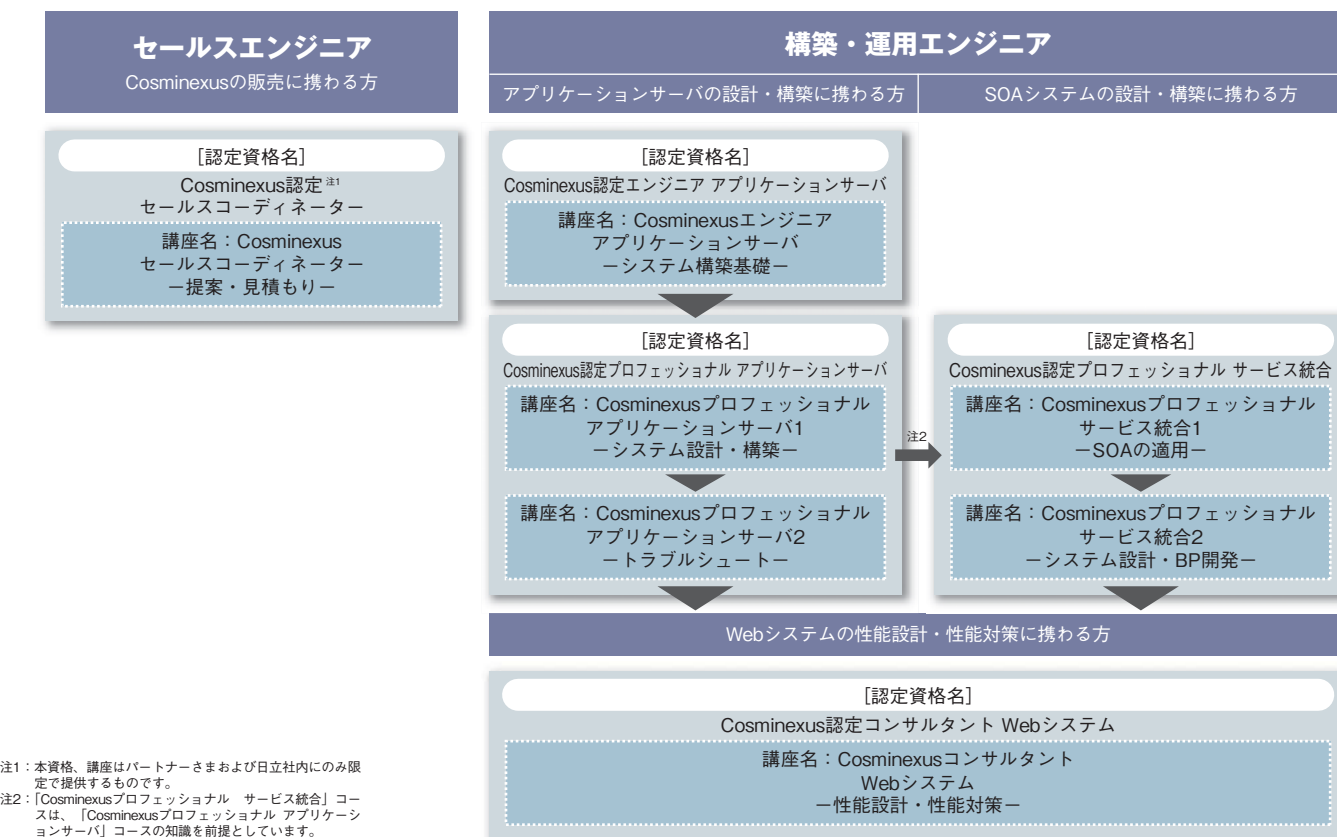 セールスエンジニア
Cosminexusの販売に携わる方
[認定資格名]
Cosminexus認定 注1
セールスコーディネーター
講座名：Cosminexus
セールスコーディネーター
－提案・見積もり－
構築・運用エンジニア
アプリケーションサーバの設計・構築に携わる方
SOAシステムの設計・構築に携わる方
[認定資格名]
Cosminexus認定エンジニア アプリケーションサーバ
講座名：Cosminexusエンジニア
アプリケーションサーバ
－システム構築基礎－
[認定資格名]
Cosminexus認定プロフェッショナル アプリケーションサーバ
講座名：Cosminexusプロフェッショナル
アプリケーションサーバ1
－システム設計・構築－
講座名：Cosminexusプロフェッショナル
アプリケーションサーバ2
－トラブルシュート－
注2
[認定資格名]
Cosminexus認定プロフェッショナル サービス統合
講座名：Cosminexusプロフェッショナル
サービス統合1
－SOAの適用－
講座名：Cosminexusプロフェッショナル
サービス統合2
－システム設計・BP開発－
Webシステムの性能設計・性能対策に携わる方
[認定資格名]
Cosminexus認定コンサルタント Webシステム
講座名：Cosminexusコンサルタント
Webシステム
－性能設計・性能対策－
注1：本資格、講座はパートナーさまおよび日立社内にのみ限
定で提供するものです。
注2：「Cosminexusプロフェッショナル　サービス統合」コー
スは、「Cosminexusプロフェッショナル アプリケーシ
ョンサーバ」コースの知識を前提としています。